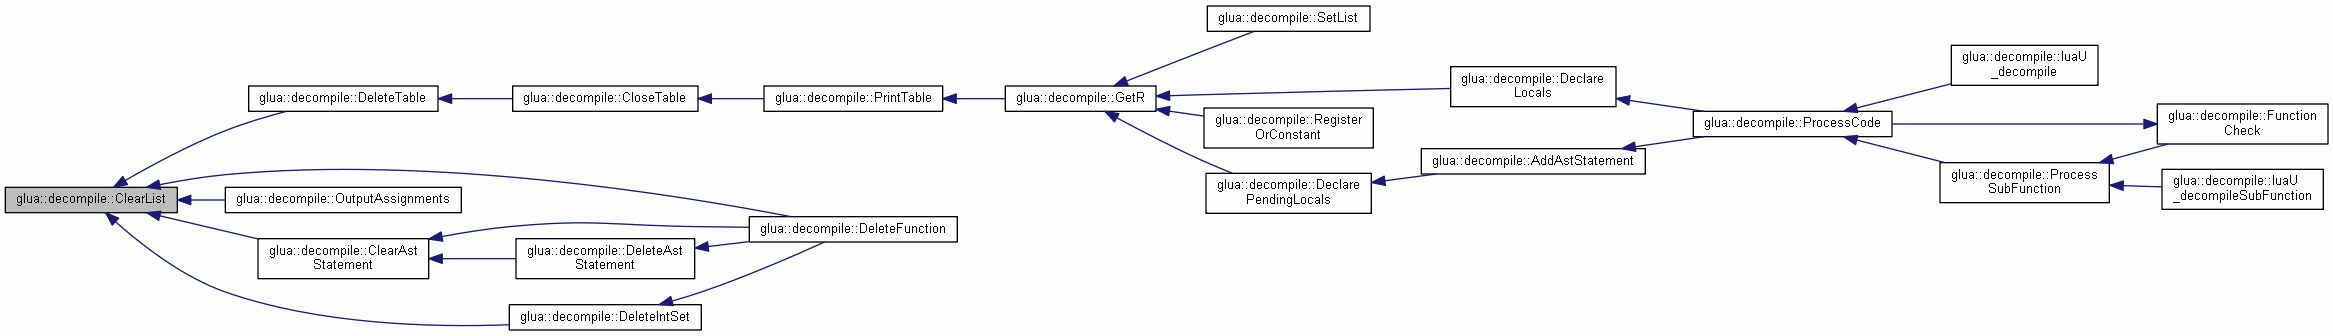 glua::decompile::SetList
glua::decompile::luaU
_decompile
glua::decompile::Declare
Locals
glua::decompile::DeleteTable
glua::decompile::CloseTable
glua::decompile::PrintTable
glua::decompile::GetR
glua::decompile::Register
OrConstant
glua::decompile::ProcessCode
glua::decompile::Function
Check
glua::decompile::AddAstStatement
glua::decompile::Declare
PendingLocals
glua::decompile::Process
SubFunction
glua::decompile::luaU
_decompileSubFunction
glua::decompile::ClearList
glua::decompile::OutputAssignments
glua::decompile::DeleteFunction
glua::decompile::ClearAst
Statement
glua::decompile::DeleteAst
Statement
glua::decompile::DeleteIntSet